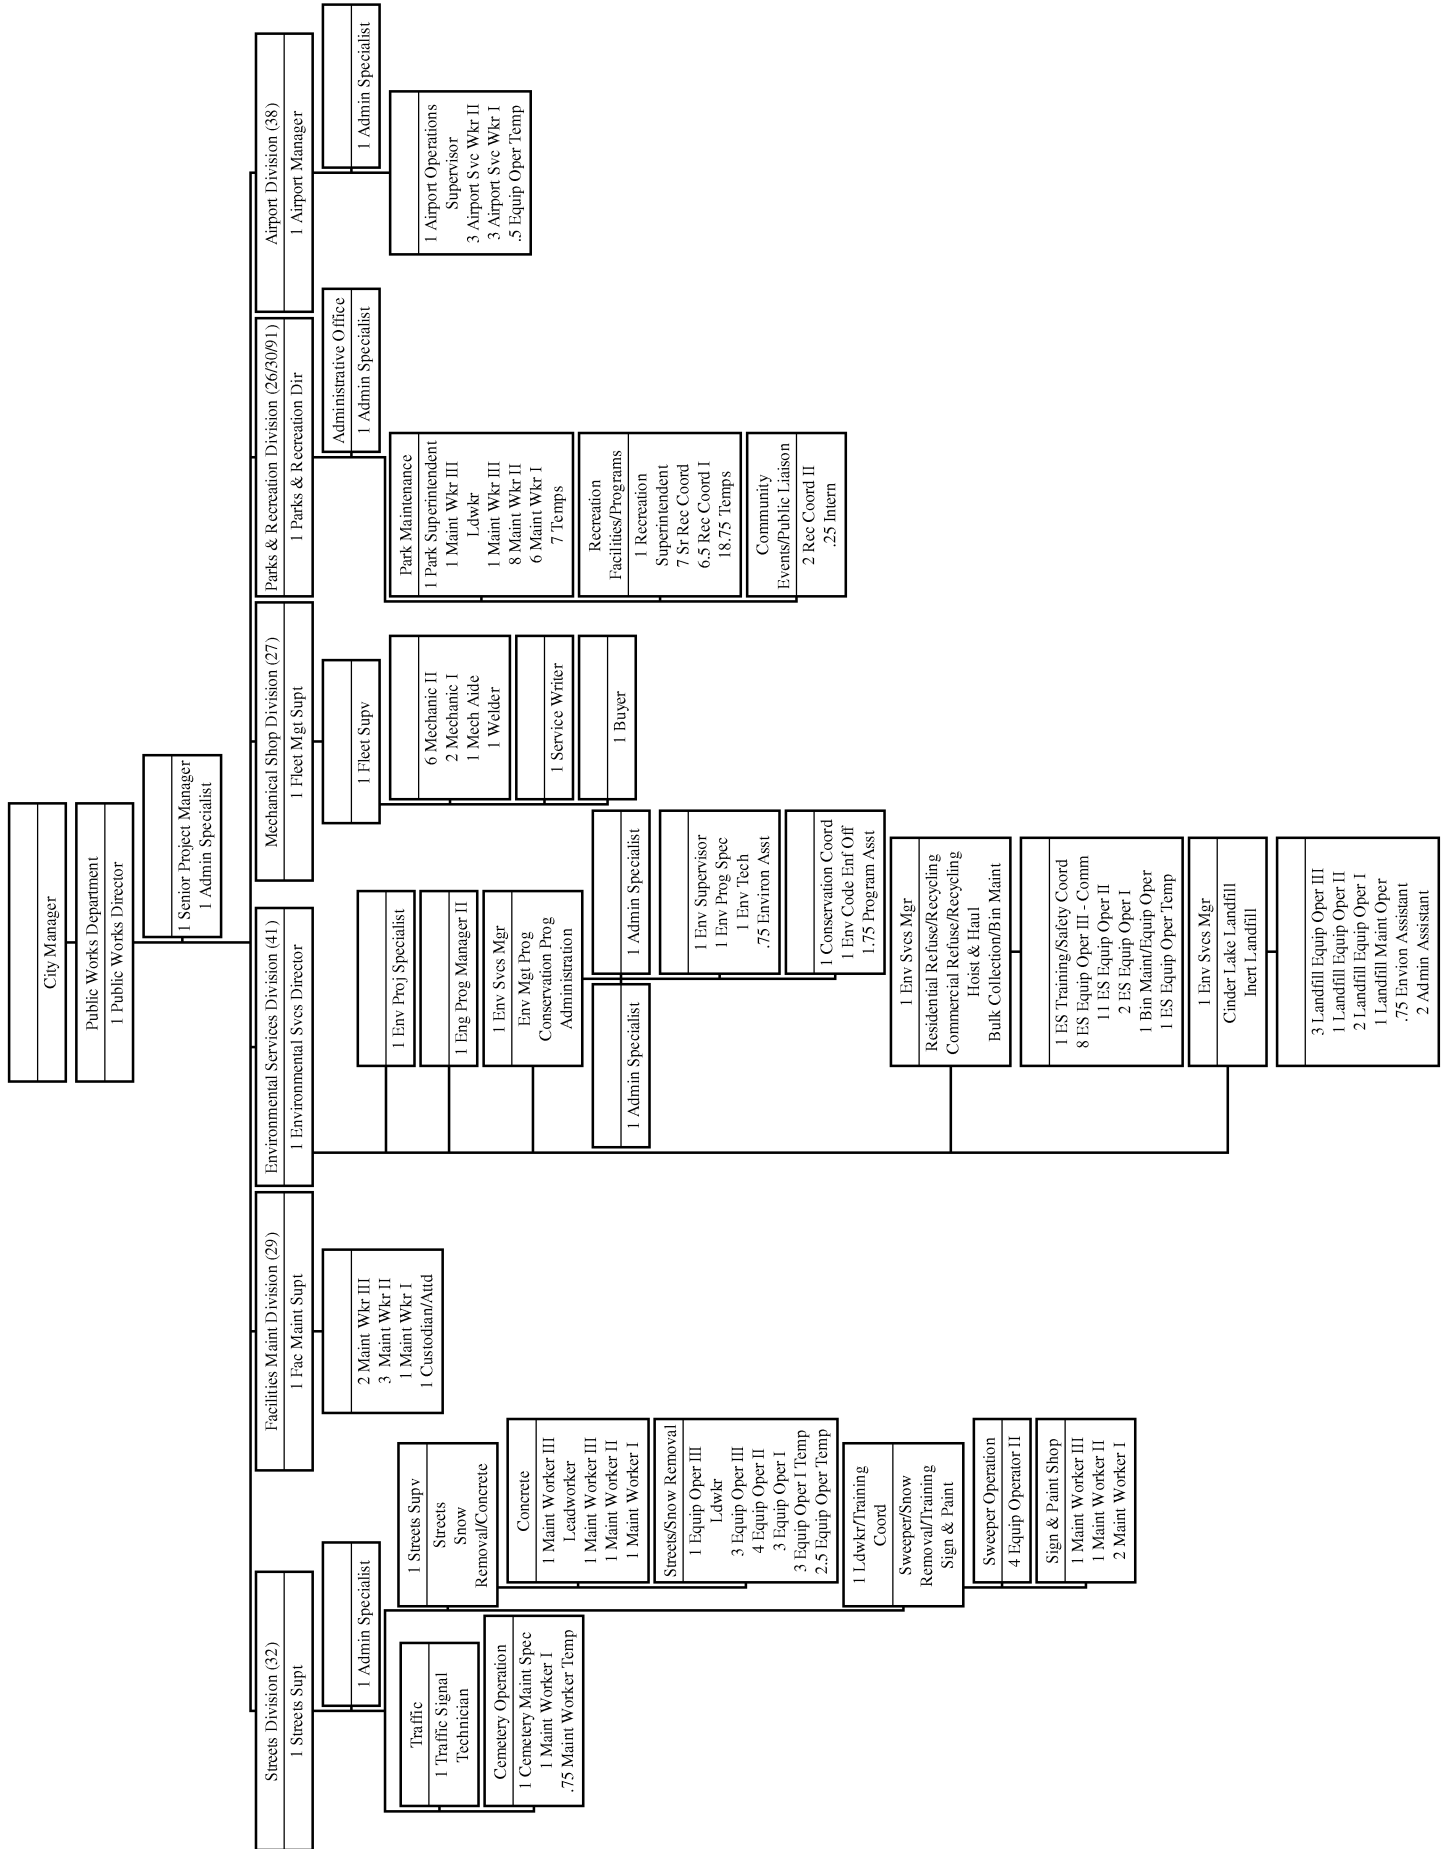 City Manager
Public Works Department
1 Public Works Director
1 Senior Project Manager
1 Admin Specialist
Streets Division (32)
1 Streets Supt
1 Admin Specialist
Traffic
1 Traffic Signal
Technician
Cemetery Operation
1 Cemetery Maint Spec
1 Maint Worker I
.75 Maint Worker Temp
1 Streets Supv
Streets
Snow
Removal/Concrete
Concrete
1 Maint Worker III
Leadworker
1 Maint Worker III
1 Maint Worker II
1 Maint Worker I
Streets/Snow Removal
1 Equip Oper III
Ldwkr
3 Equip Oper III
4 Equip Oper II
3 Equip Oper I
3 Equip Oper I Temp
2.5 Equip Oper Temp
1 Ldwkr/Training
Coord
Sweeper/Snow
Removal/Training
Sign & Paint
Sweeper Operation
4 Equip Operator II
Sign & Paint Shop
1 Maint Worker III
1 Maint Worker II
2 Maint Worker I
Facilities Maint Division (29)
1 Fac Maint Supt
2 Maint Wkr III
3 Maint Wkr II
1 Maint Wkr I
1 Custodian/Attd
Environmental Services Division (41)
1 Environmental Svcs Director
1 Env Proj Specialist
1 Eng Prog Manager II
1 Env Svcs Mgr
Env Mgt Prog
Conservation Prog
Administration
1 Admin Specialist
1 Admin Specialist
1 Env Supervisor
1 Env Prog Spec
1 Env Tech
.75 Environ Asst
1 Conservation Coord
1 Env Code Enf Off
1.75 Program Asst
1 Env Svcs Mgr
Residential Refuse/Recycling
Commercial Refuse/Recycling
Hoist & Haul
Bulk Collection/Bin Maint
1 ES Training/Safety Coord
8 ES Equip Oper III - Comm
11 ES Equip Oper II
2 ES Equip Oper I
1 Bin Maint/Equip Oper
1 ES Equip Oper Temp
1 Env Svcs Mgr
Cinder Lake Landfill
Inert Landfill
3 Landfill Equip Oper III
1 Landfill Equip Oper II
2 Landfill Equip Oper I
1 Landfill Maint Oper
.75 Envion Assistant
2 Admin Assistant
Mechanical Shop Division (27)
1 Fleet Mgt Supt
1 Fleet Supv
6 Mechanic II
2 Mechanic I
1 Mech Aide
1 Welder
1 Service Writer
1 Buyer
Parks & Recreation Division (26/30/91)
1 Parks & Recreation Dir
Administrative Office
1 Admin Specialist
Park Maintenance
1 Park Superintendent
1 Maint Wkr III
Ldwkr
1 Maint Wkr III
8 Maint Wkr II
6 Maint Wkr I
7 Temps
Recreation
Facilities/Programs
1 Recreation
Superintendent
7 Sr Rec Coord
6.5 Rec Coord I
18.75 Temps
Community
Events/Public Liaison
2 Rec Coord II
.25 Intern
Airport Division (38)
1 Airport Manager
1 Admin Specialist
1 Airport Operations
Supervisor
3 Airport Svc Wkr II
3 Airport Svc Wkr I
.5 Equip Oper Temp